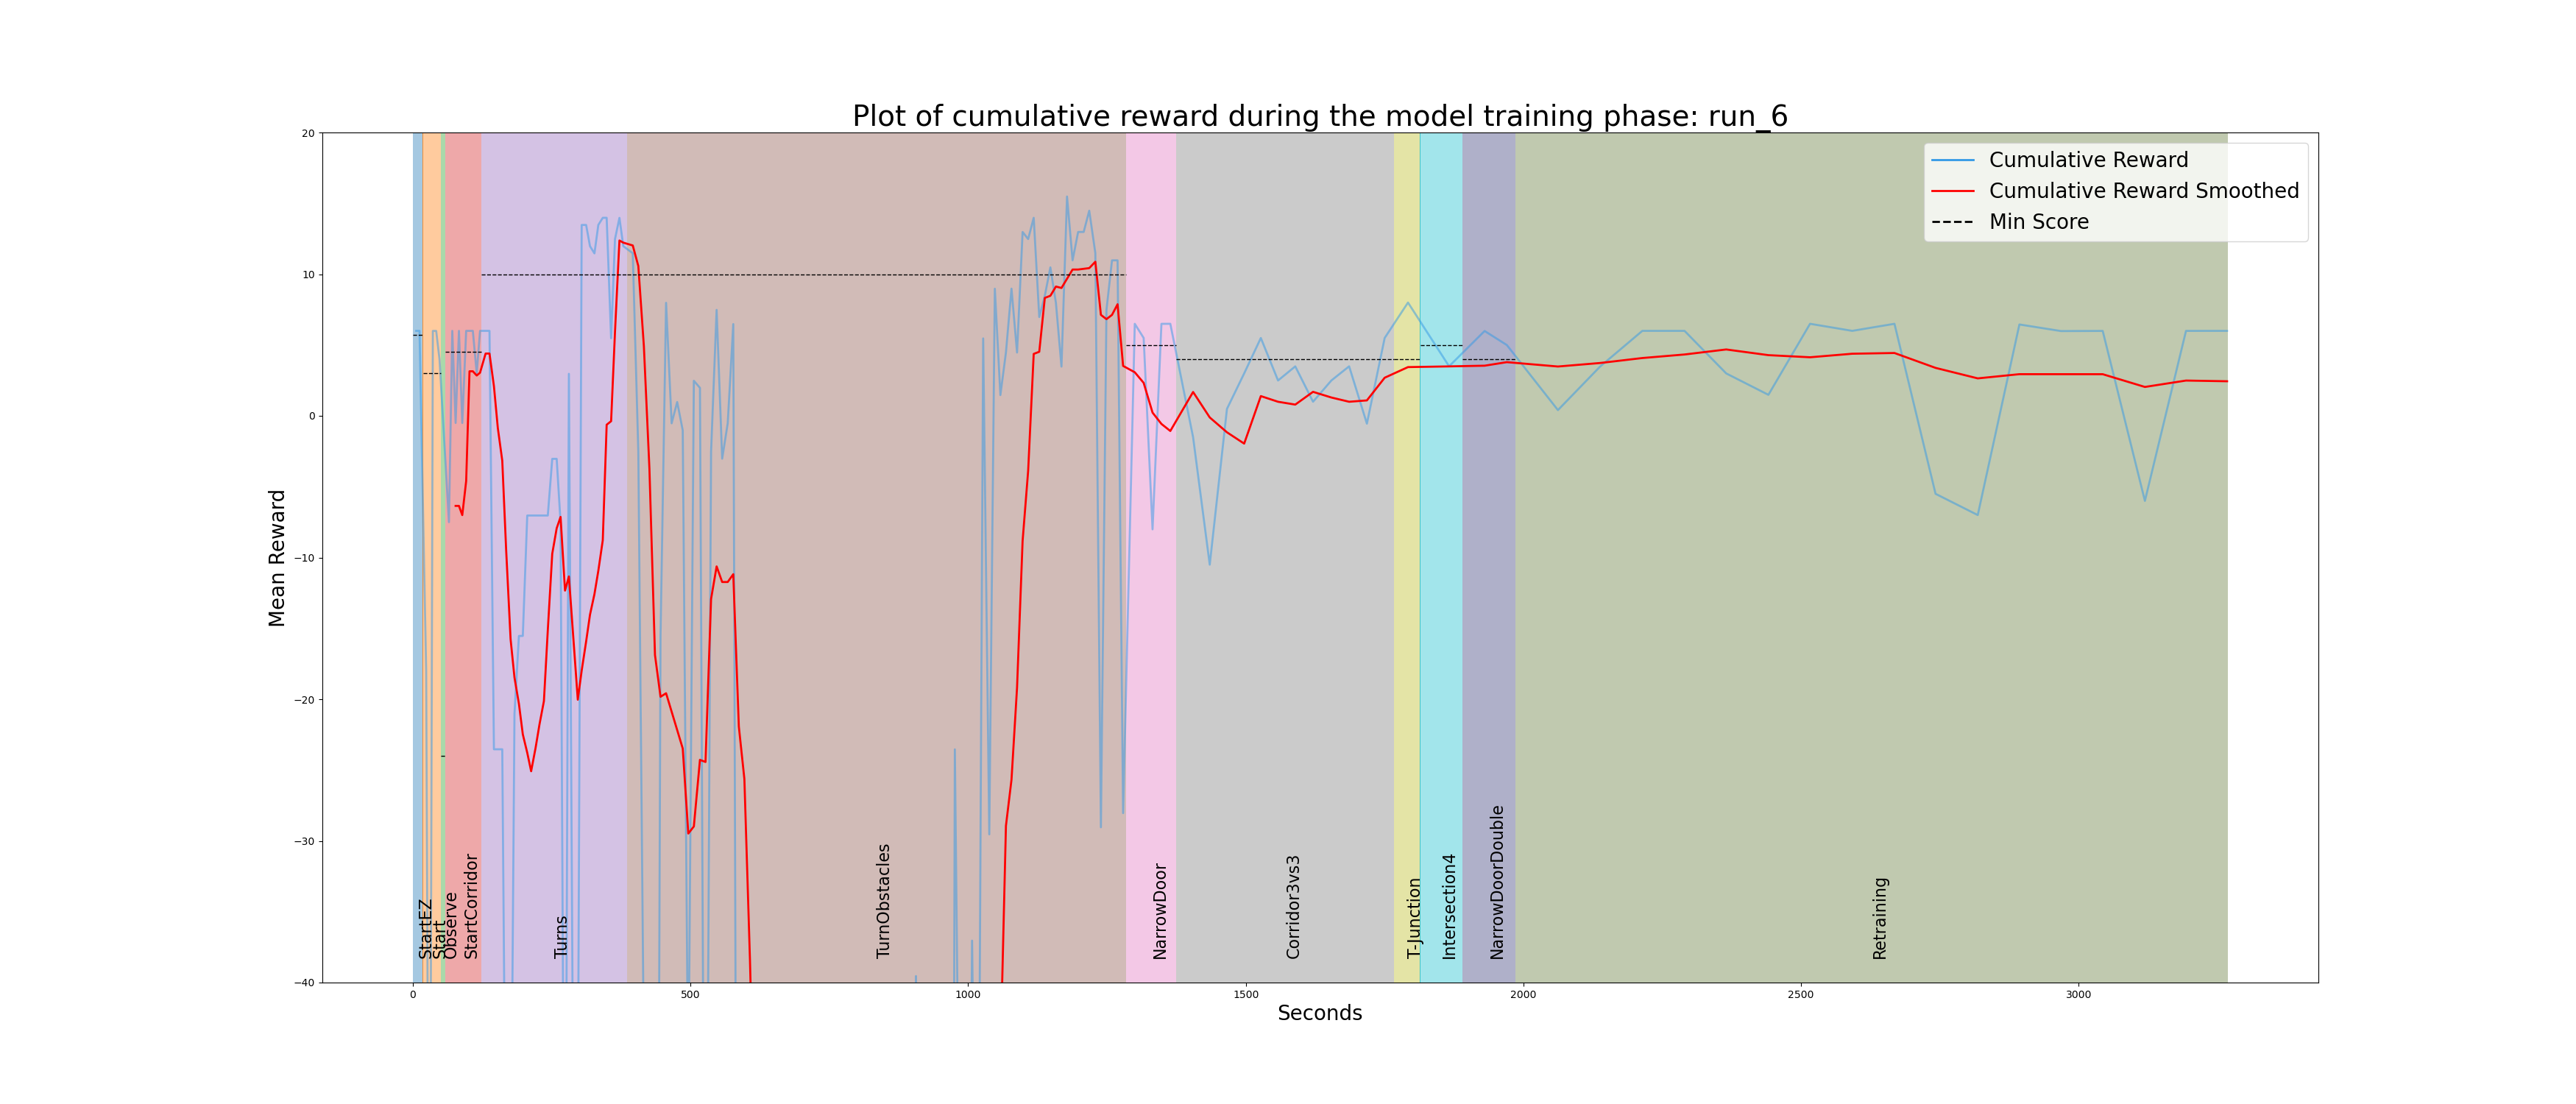 Plot of cumulative reward during the model training phase: run_6
Cumulative Reward
Cumulative Reward Smoothed
Min Score
Mean Reward
20
10
0
−10
−20
−30
−40
StartEZ
Start
Observe
StartCorridor
Turns
TurnObstacles
NarrowDoor
Corridor3vs3
T-Junction
Intersection4
NarrowDoorDouble
Retraining
0 500 1000 1500 2000 2500 3000
Seconds